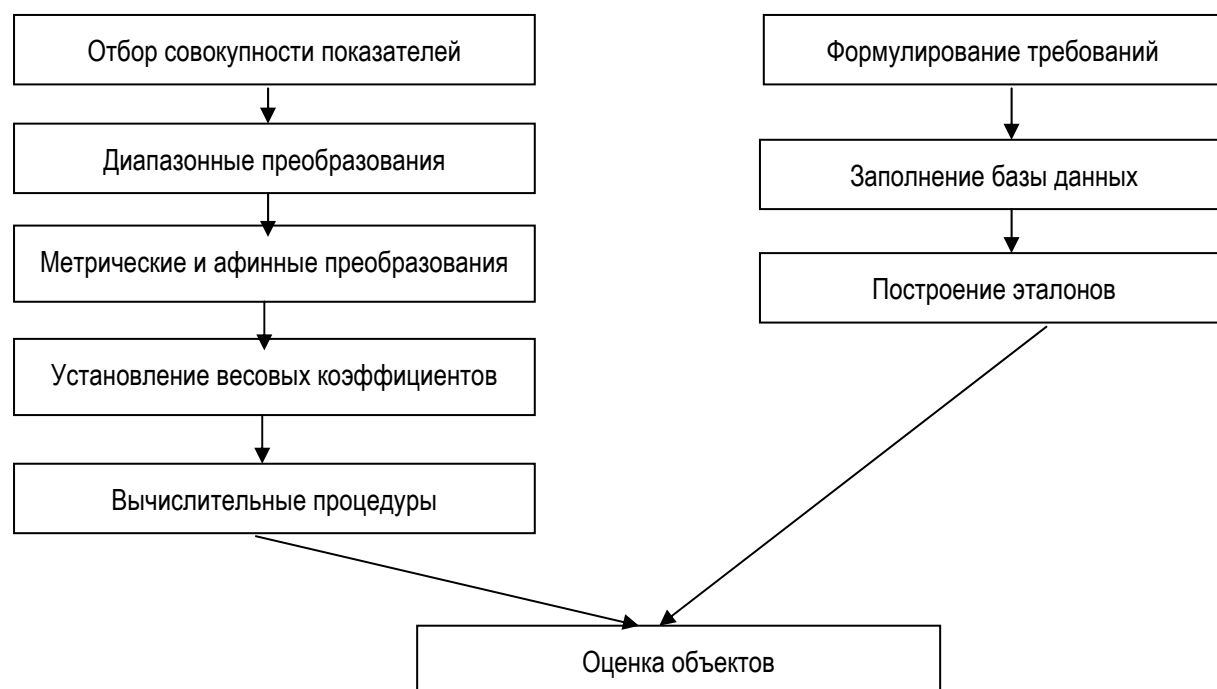 Отбор совокупности показателей
Диапазонные преобразования
Метрические и афинные преобразования
Установление весовых коэффициентов
Вычислительные процедуры
Формулирование требований
Заполнение базы данных
Построение эталонов
Оценка объектов